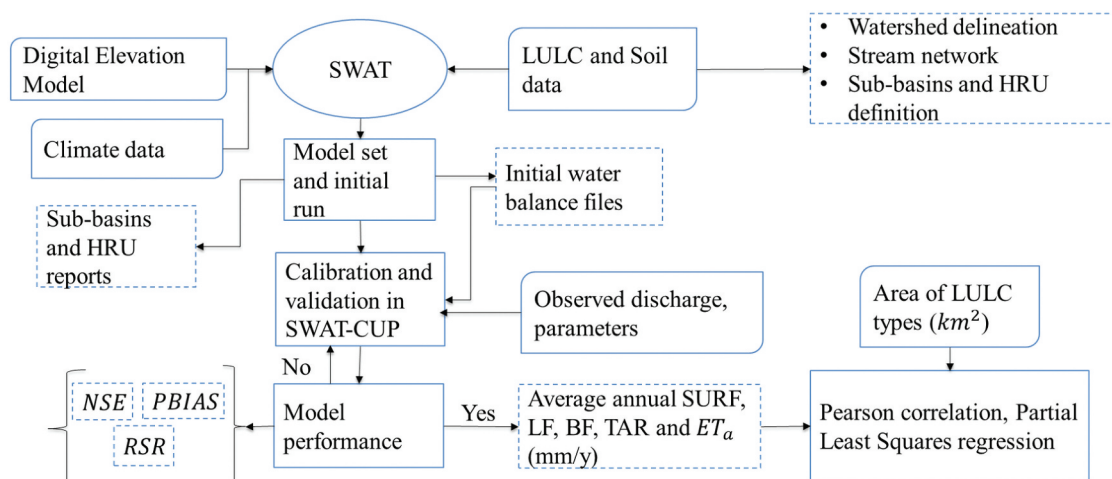 Digital Elevation
Model
SWAT
LULC and Soil
data
• Watershed delineation
• Stream network
• Sub-basins and HRU
definition
Climate data
Model set
and initial
run
Initial water
balance files
Sub-basins
and HRU
reports
Calibration and
validation in
SWAT-CUP
Observed discharge,
parameters
Area of LULC
types (km²)
No
NSE PBIAS
RSR
Model
performance
Yes
Average annual SURF,
LF, BF, TAR and ETₐ
(mm/y)
Pearson correlation, Partial
Least Squares regression